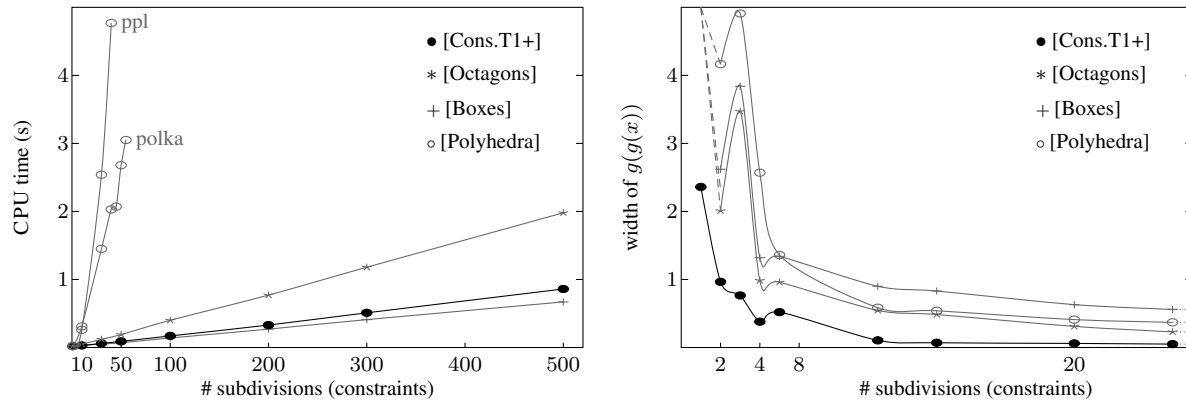 ppl
polka
[Cons.T1+]
[Octagons]
[Boxes]
[Polyhedra]
4
3
2
1
CPU time (s)
10 50 100 200 300 400 500
# subdivisions (constraints)
[Cons.T1+]
[Octagons]
[Boxes]
[Polyhedra]
4
3
2
1
width of g(g(x))
2 4 8 20
# subdivisions (constraints)